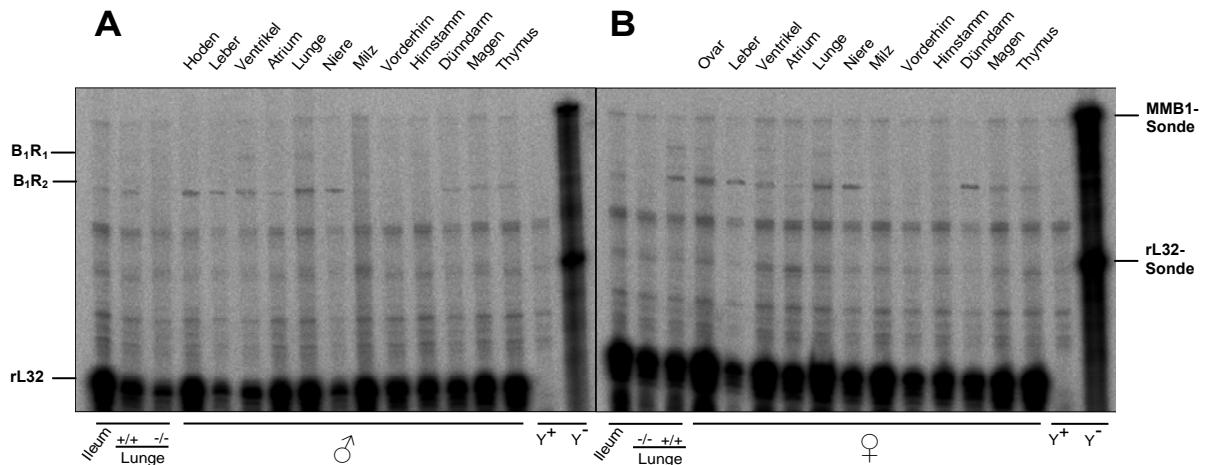 A
Hoden
Leber
Ventrikel
Atrium
Lunge
Niere
Milz
Vorderhirn
Hirnstamm
Dünndarm
Magen
Thymus
B
Ovar
Leber
Ventrikel
Atrium
Lunge
Niere
Milz
Vorderhirn
Hirnstamm
Dünndarm
Magen
Thymus
B₁R₁
B₁R₂
rL32
MMB1-
Sonde
rL32-
Sonde
Ileum
+/+ -/-
Lunge
♂
Y⁺ Y⁻
Ileum
-/- +/+
Lunge
♀
Y⁺ Y⁻